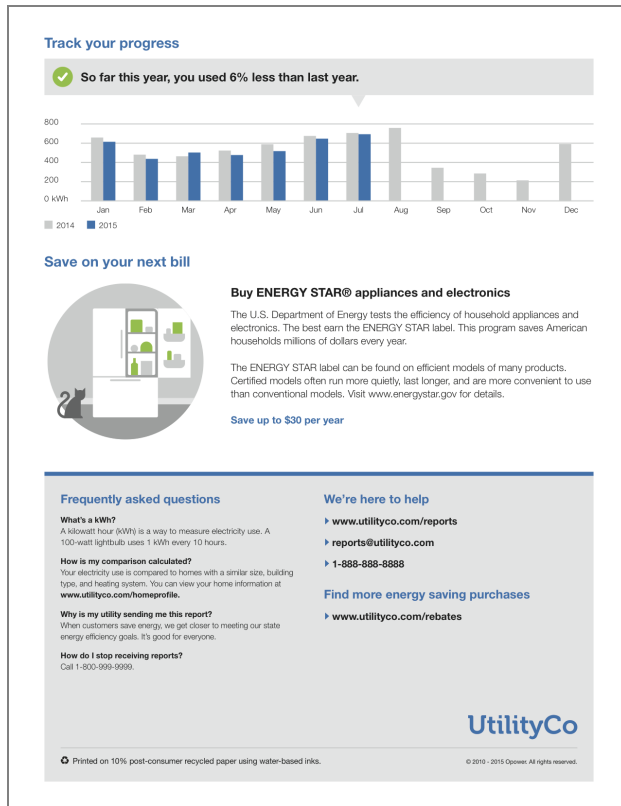 Track your progress
So far this year, you used 6% less than last year.
800
600
400
200
0 kWh
Jan Feb Mar Apr May Jun Jul Aug Sep Oct Nov Dec
2014 2015
Save on your next bill
Buy ENERGY STAR® appliances and electronics
The U.S. Department of Energy tests the efficiency of household appliances and
electronics. The best earn the ENERGY STAR label. This program saves American
households millions of dollars every year.
The ENERGY STAR label can be found on efficient models of many products.
Certified models often run more quietly, last longer, and are more convenient to use
than conventional models. Visit www.energystar.gov for details.
Save up to $30 per year
Frequently asked questions
What's a kWh?
A kilowatt hour (kWh) is a way to measure electricity use. A
100-watt lightbulb uses 1 kWh every 10 hours.
How is my comparison calculated?
Your electricity use is compared to homes with a similar size, building
type, and heating system. You can view your home information at
www.utilityco.com/homeprofile.
Why is my utility sending me this report?
When customers save energy, we get closer to meeting our state
energy efficiency goals. It's good for everyone.
How do I stop receiving reports?
Call 1-800-999-9999.
We're here to help
www.utilityco.com/reports
reports@utilityco.com
1-888-888-8888
Find more energy saving purchases
www.utilityco.com/rebates
UtilityCo
Printed on 10% post-consumer recycled paper using water-based inks.
© 2010 - 2015 Opower. All rights reserved.